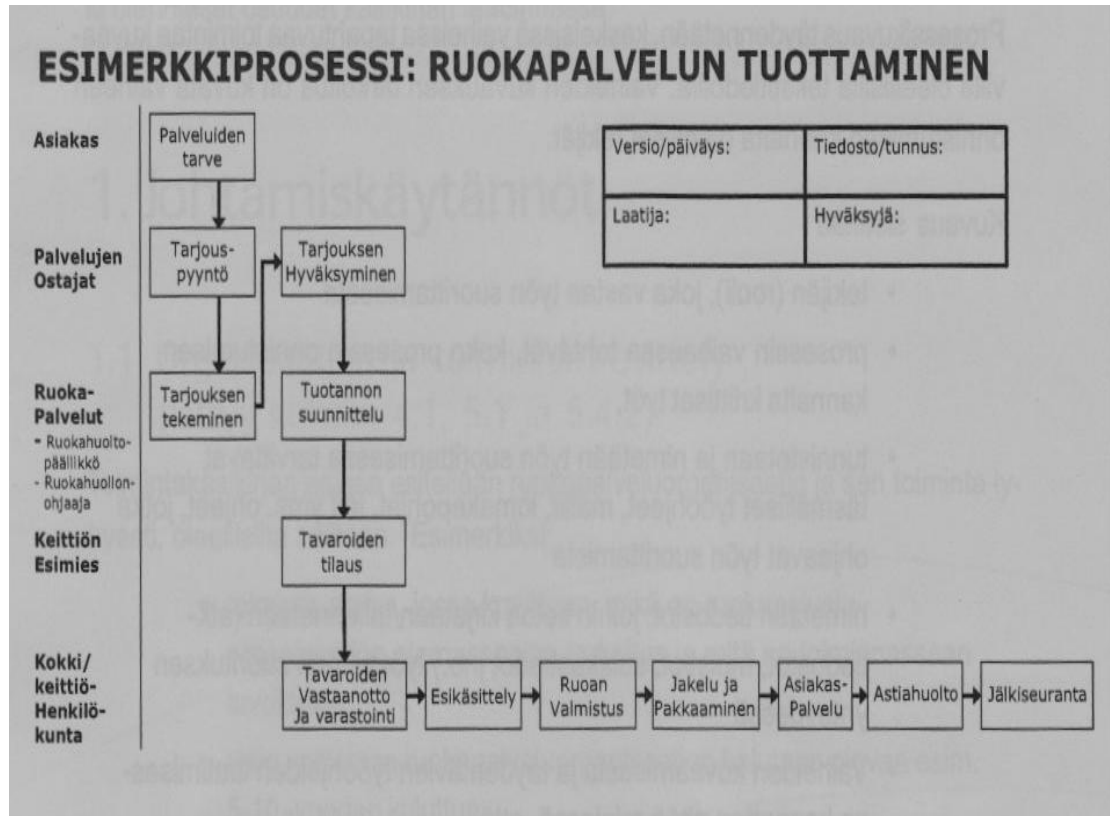 ESIMERKKIPROSESSI: RUOKAPALVELUN TUOTTAMINEN
Asiakas
Palveluiden
tarve
Versio/päiväys:
Tiedosto/tunnus:
Laatija:
Hyväksyjä:
Palvelujen
Ostajat
Tarjous-
pyyntö
Tarjouksen
Hyväksyminen
Ruoka-
Palvelut
- Ruokahuolto-
päällikkö
- Ruokahuollon-
ohjaaja
Tarjouksen
tekeminen
Tuotannon
suunnittelu
Keittiön
Esimies
Tavaroiden
tilaus
Kokki/
keittiö-
Henkilö-
kunta
Tavaroiden
Vastaanotto
Ja varastointi
Esikäsittely
Ruoan
Valmistus
Jakelu ja
Pakkaaminen
Asiakas-
Palvelu
Astiahuolto
Jälkiseuranta